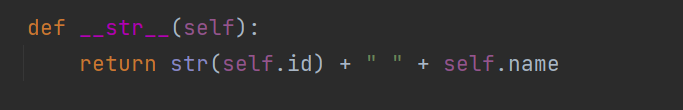 def __str__(self):
    return str(self.id) + " " + self.name